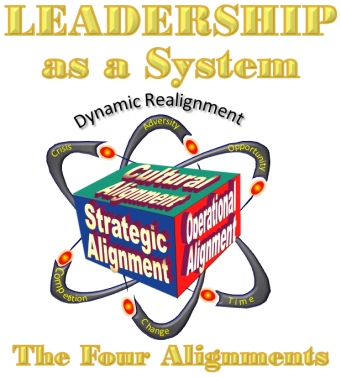 LEADERSHIP
as a System
Dynamic Realignment
Adversity
Crisis
Opportunity
Cultural
Alignment
Strategic
Alignment
Operational
Alignment
Competition
Time
Change
The Four Alignments